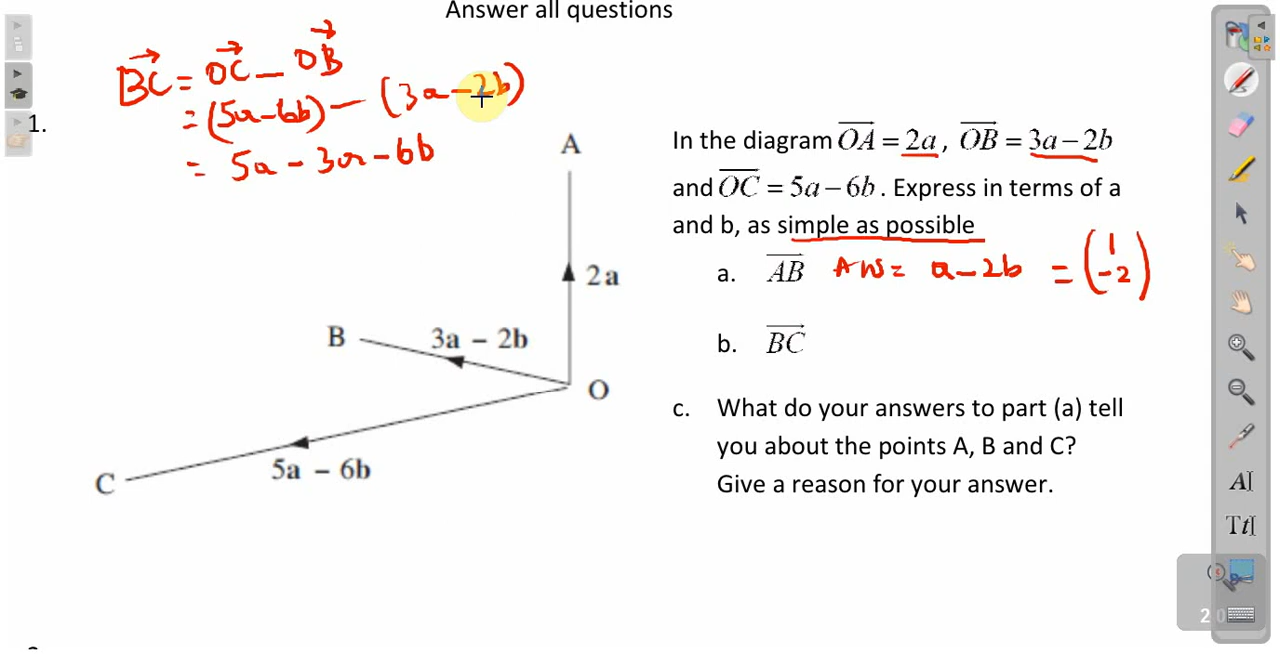 Answer all questions
BC = OC – OB
= (5a–6b) – (3a–2b)
= 5a – 3a – 6b
1.
A
In the diagram OA = 2a, OB = 3a – 2b
and OC = 5a – 6b. Express in terms of a
and b, as simple as possible
a. AB Ans = a – 2b = (1 -2)
2a
B
3a – 2b
b. BC
O
c. What do your answers to part (a) tell
you about the points A, B and C?
Give a reason for your answer.
C
5a – 6b
AI
TtI